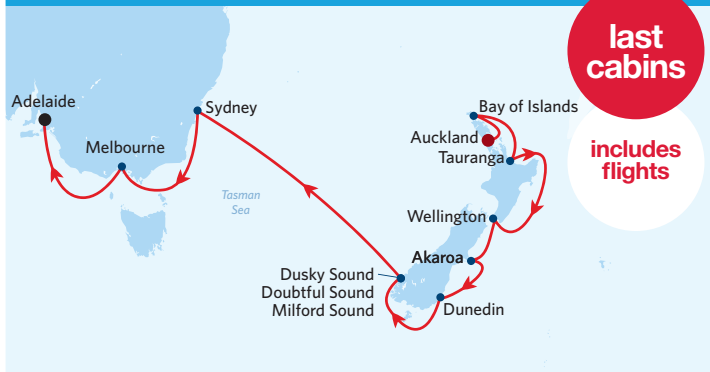 last
cabins
includes
flights
Adelaide
Melbourne
Sydney
Tasman
Sea
Bay of Islands
Auckland
Tauranga
Wellington
Akaroa
Dusky Sound
Doubtful Sound
Milford Sound
Dunedin